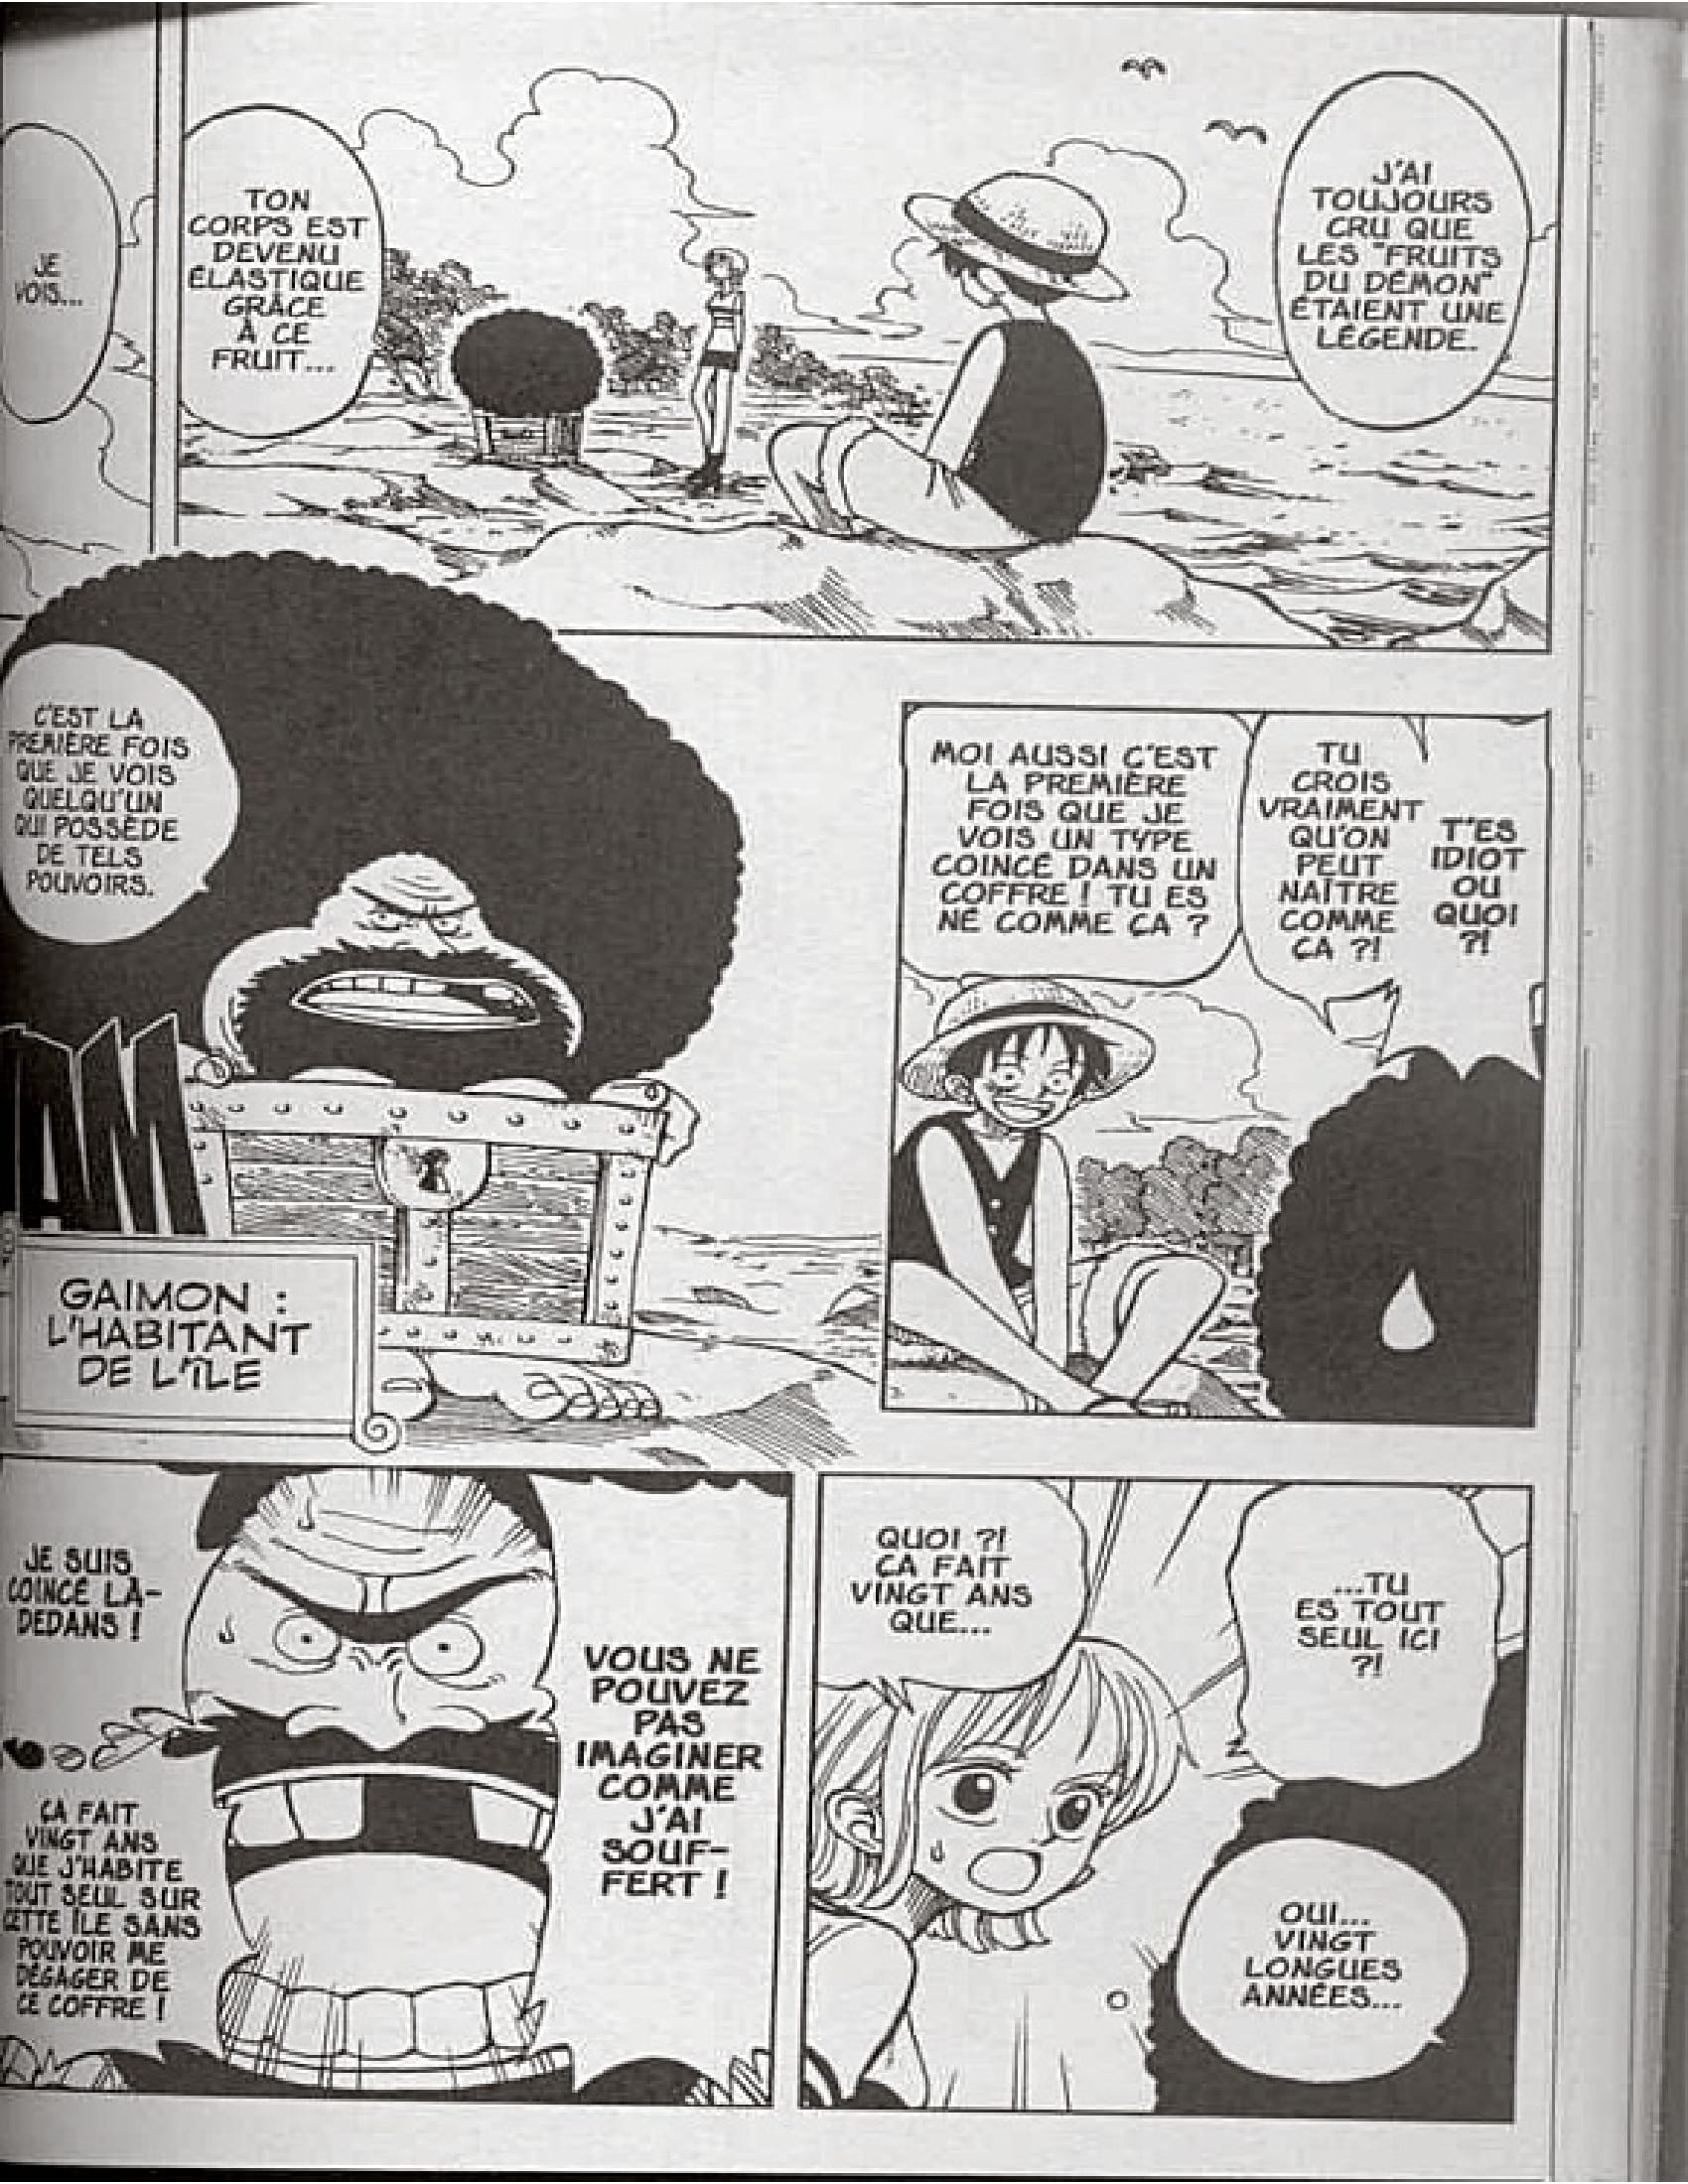 JE
VOIS...
TON
CORPS EST
DEVENU
ÉLASTIQUE
GRÂCE
À CE
FRUIT...
J'AI
TOUJOURS
CRU QUE
LES "FRUITS
DU DÉMON"
ÉTAIENT UNE
LÉGENDE.
C'EST LA
PREMIÈRE FOIS
QUE JE VOIS
QUELQU'UN
QUI POSSÈDE
DE TELS
POUVOIRS.
AM
GAIMON :
L'HABITANT
DE L'ÎLE
MOI AUSSI C'EST
LA PREMIÈRE
FOIS QUE JE
VOIS UN TYPE
COINCÉ DANS UN
COFFRE ! TU ES
NÉ COMME ÇA ?
TU
CROIS
VRAIMENT
QU'ON
PEUT
NAÎTRE
COMME
ÇA ?!
T'ES
IDIOT
OU
QUOI
?!
JE SUIS
COINCÉ LÀ-
DEDANS !
ÇA FAIT
VINGT ANS
QUE J'HABITE
TOUT SEUL SUR
CETTE ÎLE SANS
POUVOIR ME
DÉGAGER DE
CE COFFRE !
VOUS NE
POUVEZ
PAS
IMAGINER
COMME
J'AI
SOUF-
FERT !
QUOI ?!
ÇA FAIT
VINGT ANS
QUE...
...TU
ES TOUT
SEUL ICI
?!
OUI...
VINGT
LONGUES
ANNÉES...